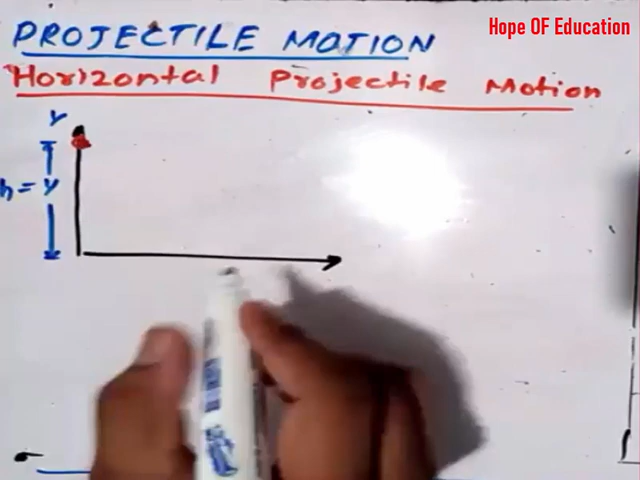 Hope OF Education
PROJECTILE MOTION
Horizontal Projectile Motion
Y
h = y